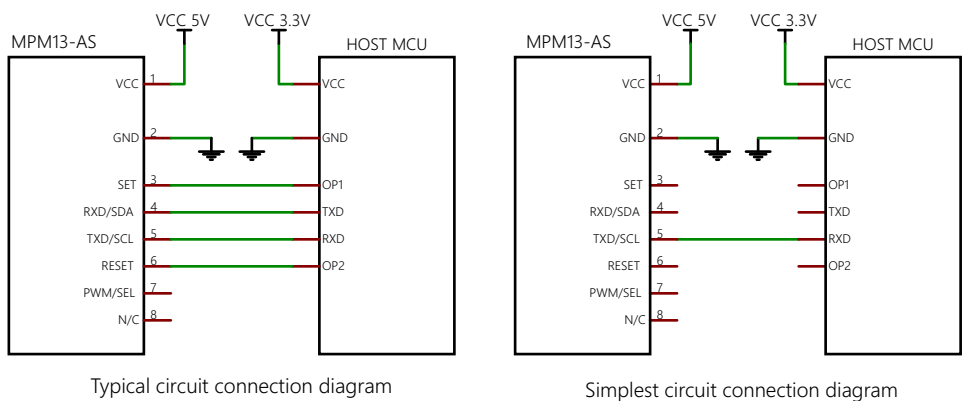 VCC 5V VCC 3.3V
MPM13-AS HOST MCU
VCC 1 VCC
GND 2 GND
SET 3 OP1
RXD/SDA 4 TXD
TXD/SCL 5 RXD
RESET 6 OP2
PWM/SEL 7
N/C 8
Typical circuit connection diagram
VCC 5V VCC 3.3V
MPM13-AS HOST MCU
VCC 1 VCC
GND 2 GND
SET 3 OP1
RXD/SDA 4 TXD
TXD/SCL 5 RXD
RESET 6 OP2
PWM/SEL 7
N/C 8
Simplest circuit connection diagram